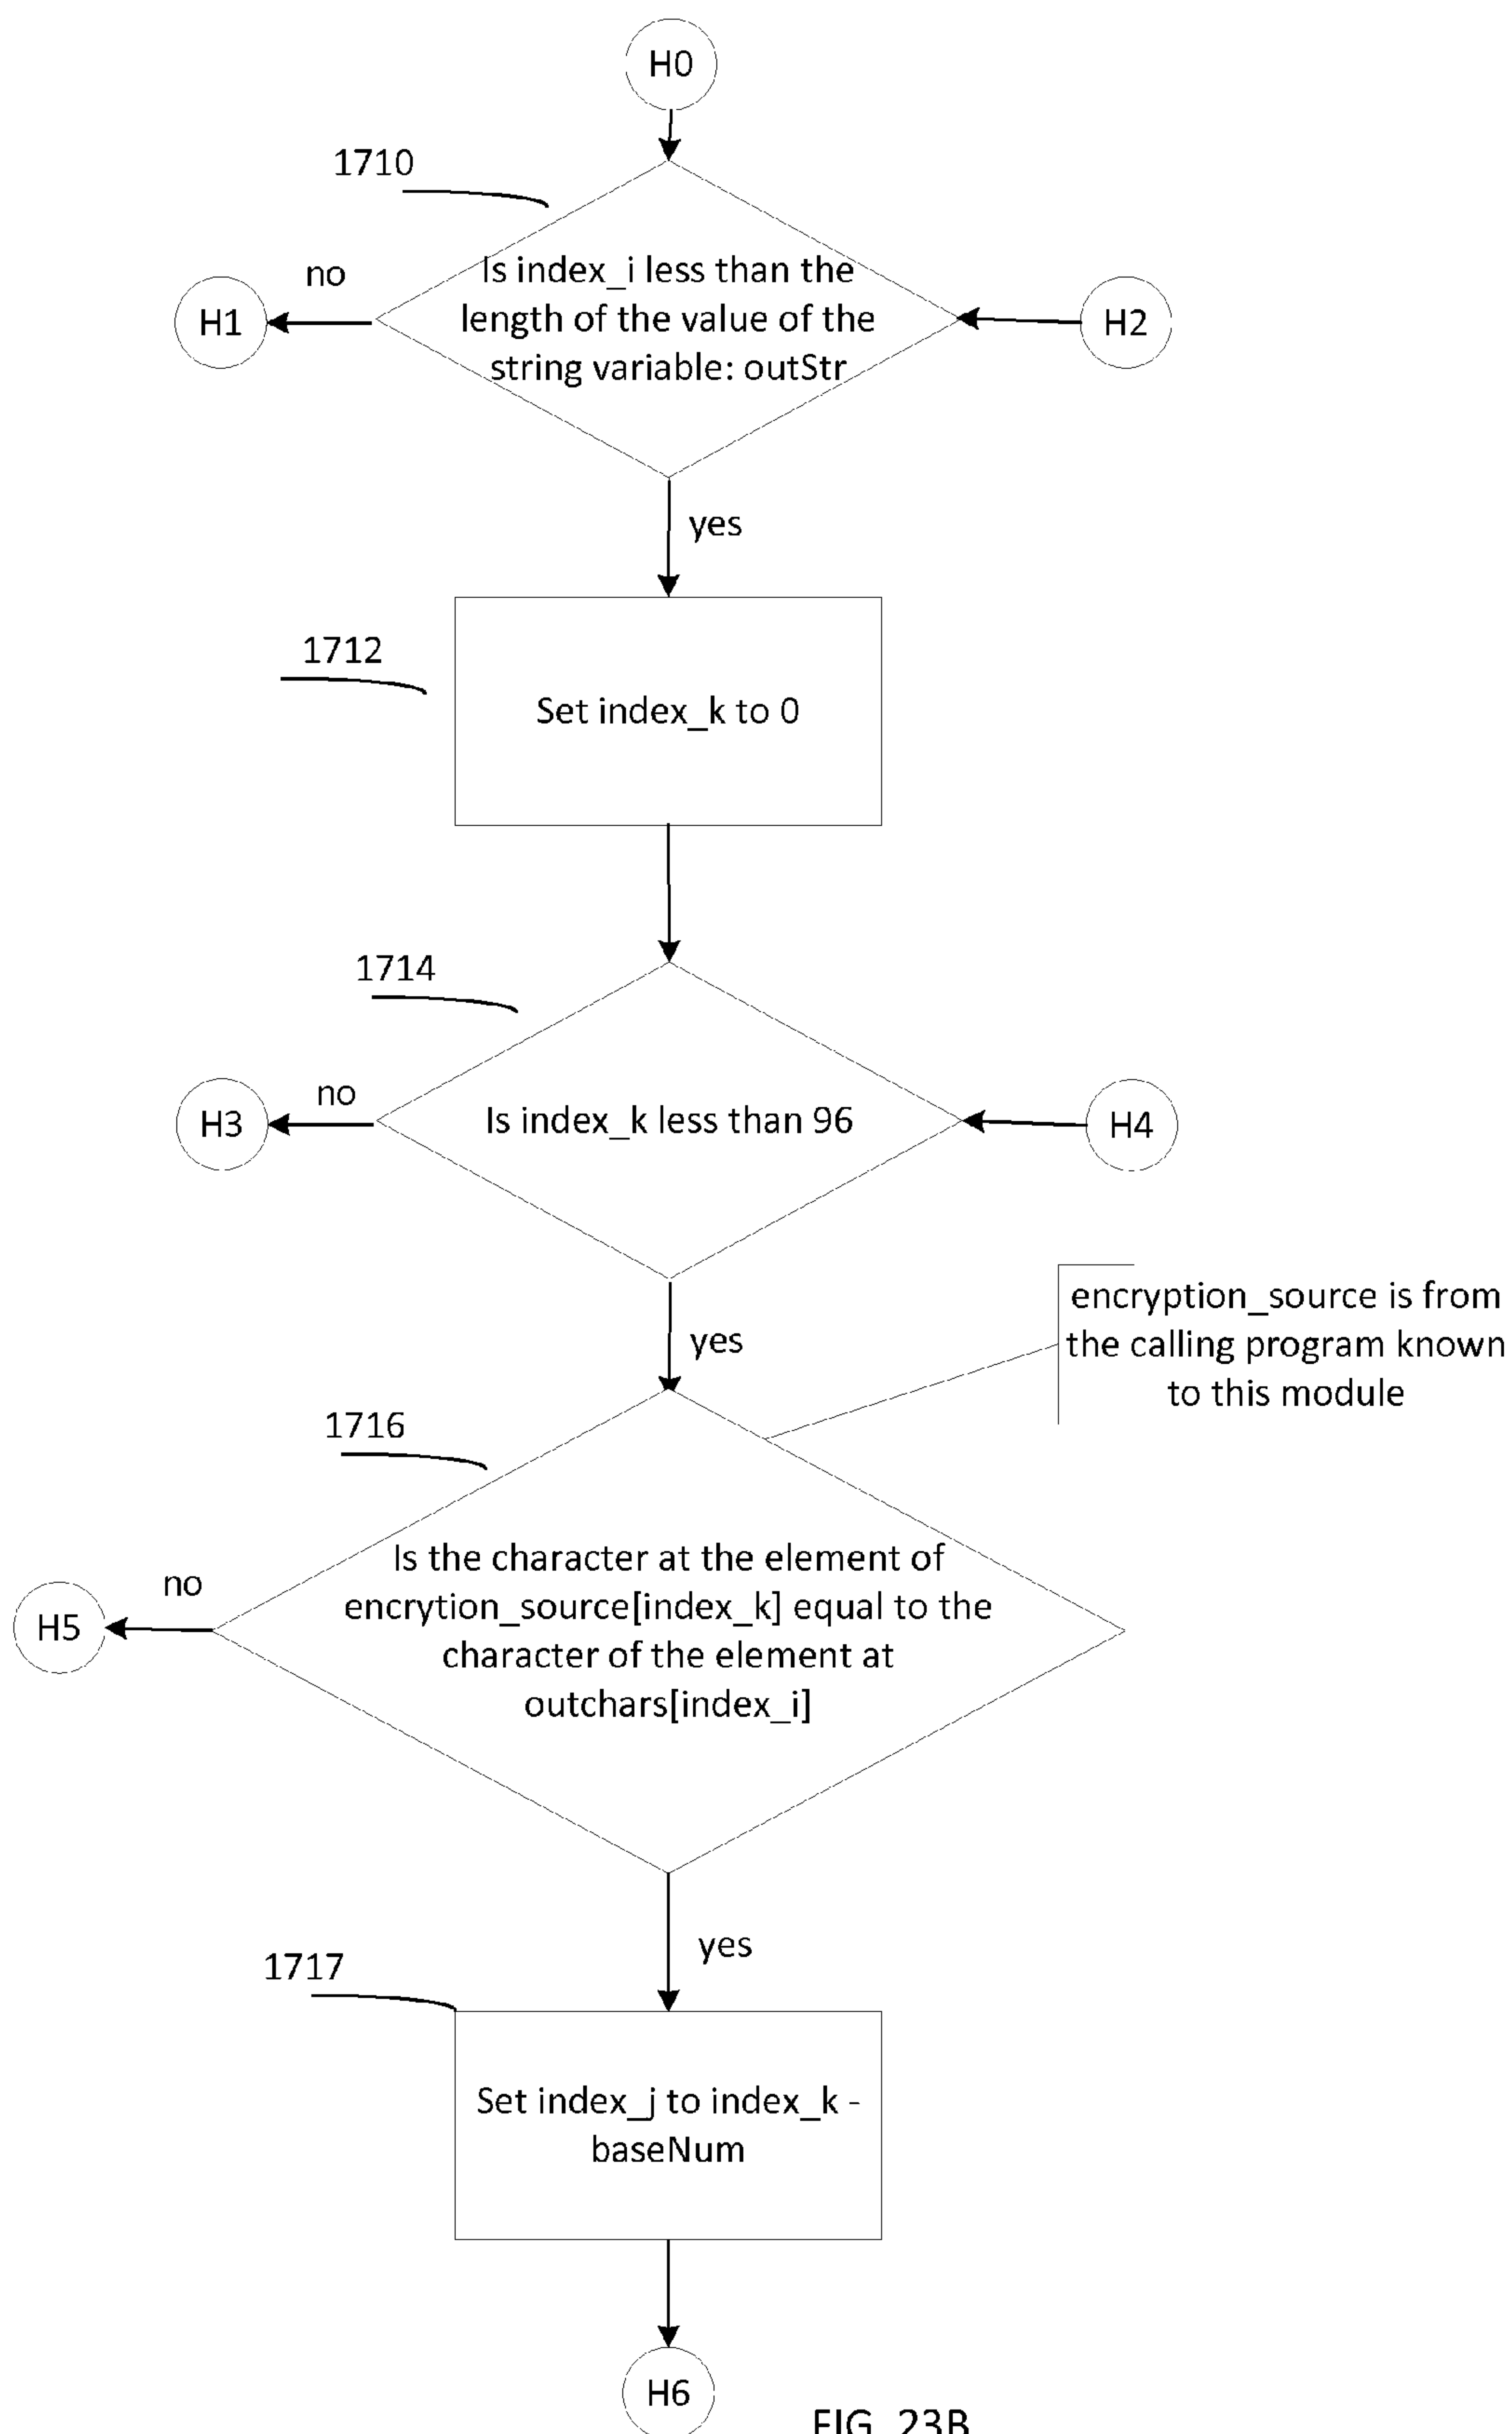 H0
1710
Is index_i less than the
length of the value of the
string variable: outStr
no
H1
H2
yes
1712
Set index_k to 0
1714
Is index_k less than 96
no
H3
H4
yes
encryption_source is from
the calling program known
to this module
1716
Is the character at the element of
encrytion_source[index_k] equal to the
character of the element at
outchars[index_i]
no
H5
yes
1717
Set index_j to index_k -
baseNum
H6
FIG. 23B